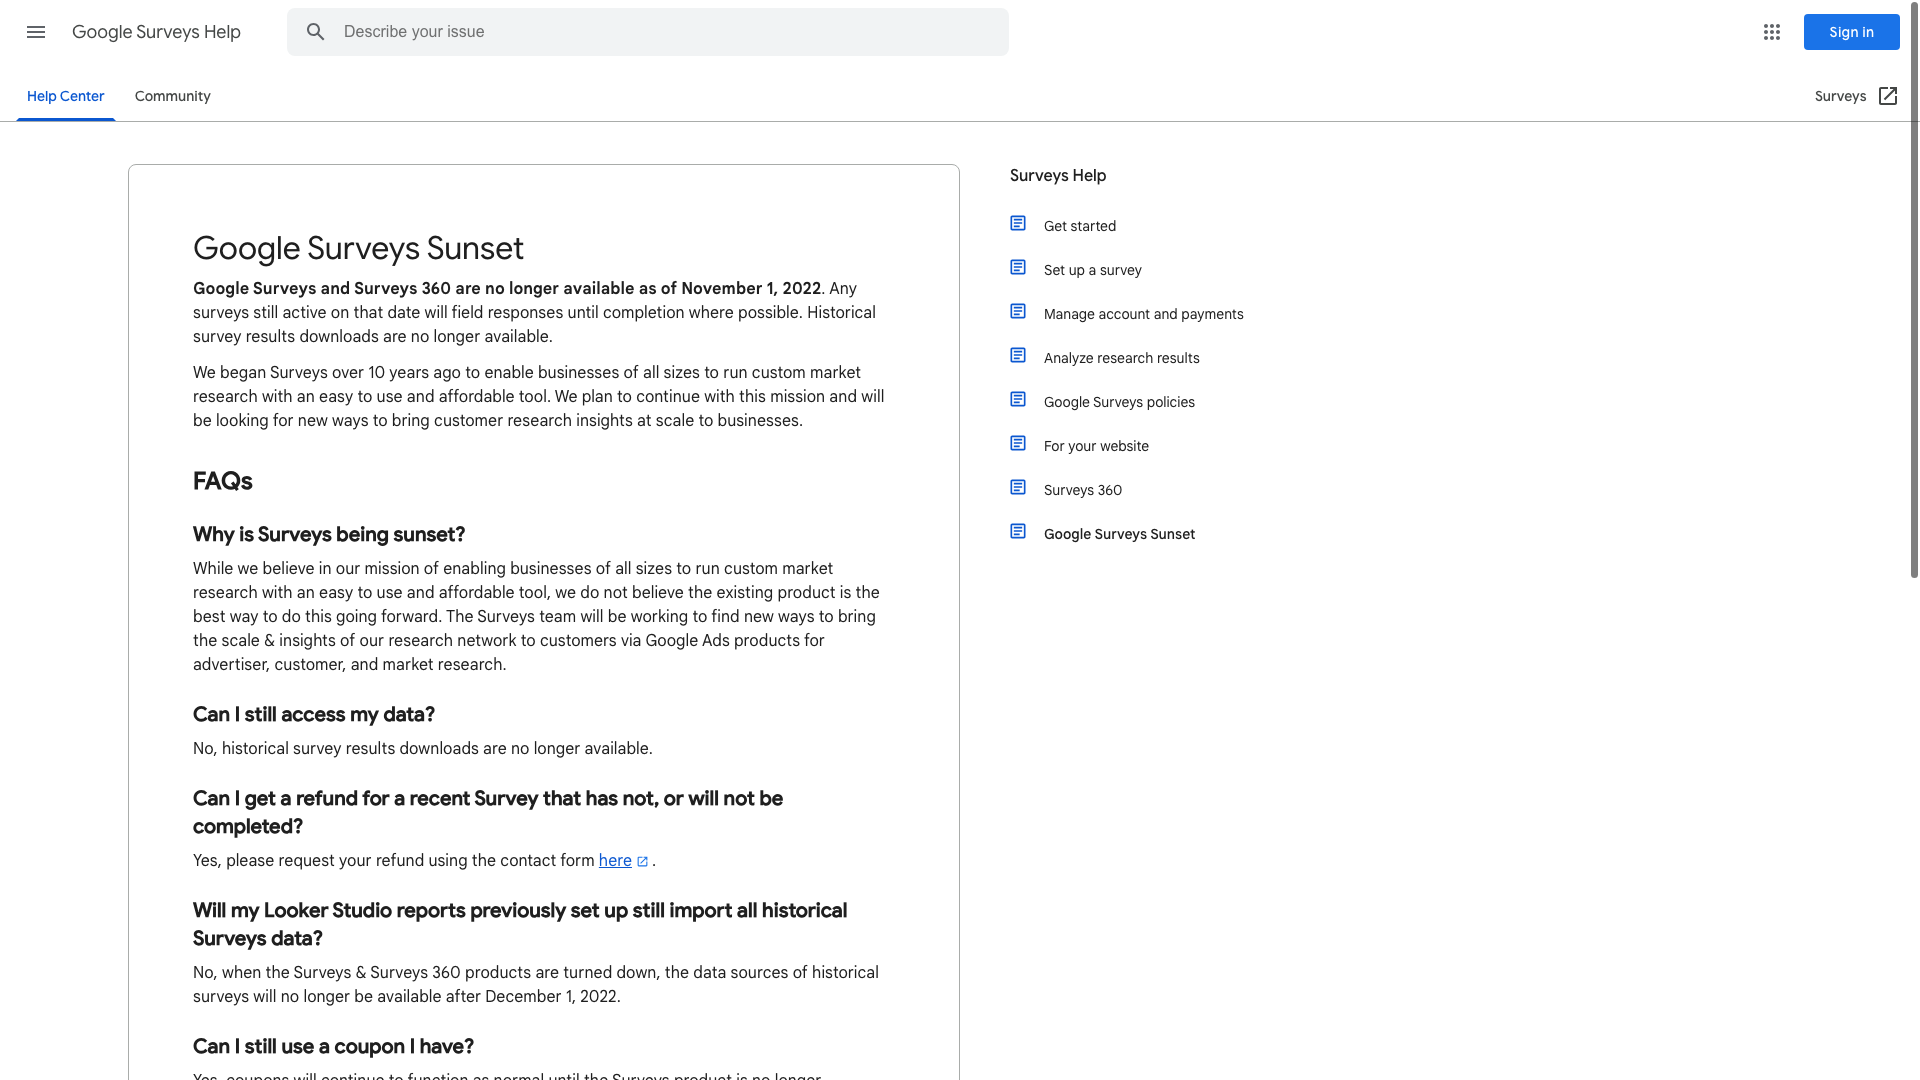 Google Surveys Help
Describe your issue
Sign in
Help Center
Community
Surveys
Google Surveys Sunset
Google Surveys and Surveys 360 are no longer available as of November 1, 2022. Any
surveys still active on that date will field responses until completion where possible. Historical
survey results downloads are no longer available.
We began Surveys over 10 years ago to enable businesses of all sizes to run custom market
research with an easy to use and affordable tool. We plan to continue with this mission and will
be looking for new ways to bring customer research insights at scale to businesses.
FAQs
Why is Surveys being sunset?
While we believe in our mission of enabling businesses of all sizes to run custom market
research with an easy to use and affordable tool, we do not believe the existing product is the
best way to do this going forward. The Surveys team will be working to find new ways to bring
the scale & insights of our research network to customers via Google Ads products for
advertiser, customer, and market research.
Can I still access my data?
No, historical survey results downloads are no longer available.
Can I get a refund for a recent Survey that has not, or will not be
completed?
Yes, please request your refund using the contact form here .
Will my Looker Studio reports previously set up still import all historical
Surveys data?
No, when the Surveys & Surveys 360 products are turned down, the data sources of historical
surveys will no longer be available after December 1, 2022.
Can I still use a coupon I have?
Yes, coupons will continue to function as normal until the Surveys product is no longer
Surveys Help
Get started
Set up a survey
Manage account and payments
Analyze research results
Google Surveys policies
For your website
Surveys 360
Google Surveys Sunset